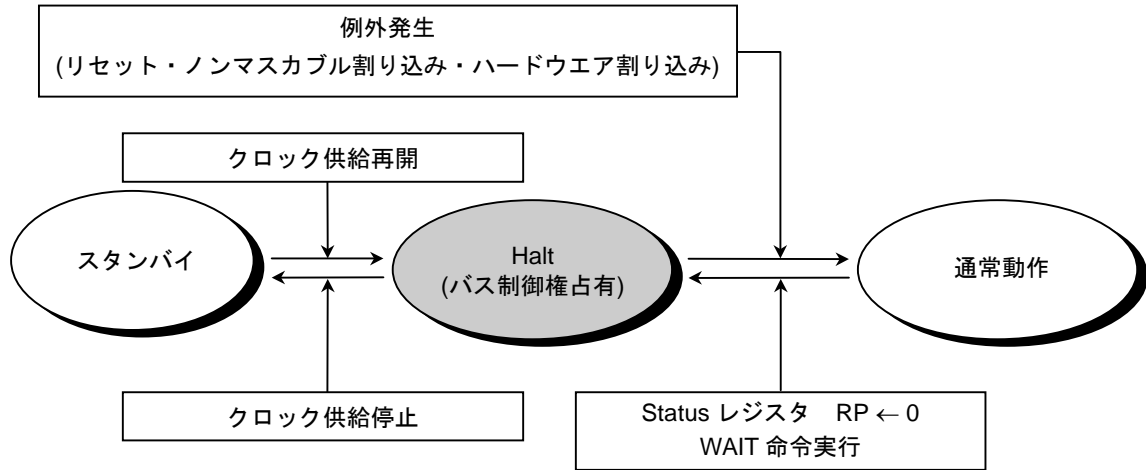 例外発生
(リセット・ノンマスカブル割り込み・ハードウエア割り込み)
クロック供給再開
スタンバイ
Halt
(バス制御権占有)
通常動作
クロック供給停止
Status レジスタ　RP ← 0
WAIT 命令実行